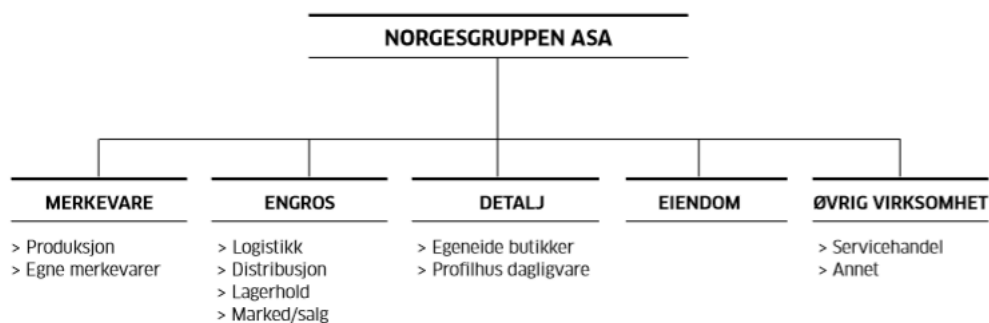 NORGESGRUPPEN ASA
MERKEVARE
> Produksjon
> Egne merkevarer
ENGROS
> Logistikk
> Distribusjon
> Lagerhold
> Marked/salg
DETALJ
> Egeneide butikker
> Profilhus dagligvare
EIENDOM
ØVRIG VIRKSOMHET
> Servicehandel
> Annet